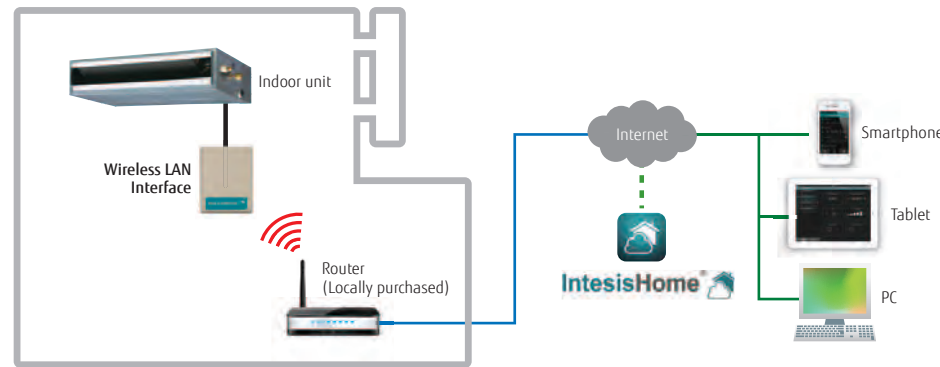 Indoor unit
Wireless LAN
Interface
Router
(Locally purchased)
Internet
IntesisHome®
Smartphone
Tablet
PC